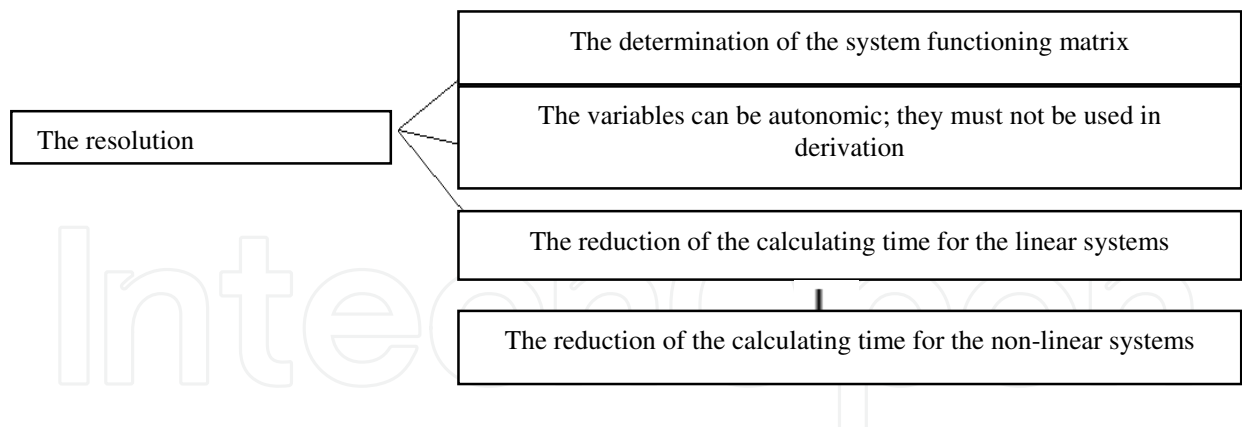 The determination of the system functioning matrix
The variables can be autonomic; they must not be used in
derivation
The resolution
The reduction of the calculating time for the linear systems
The reduction of the calculating time for the non-linear systems